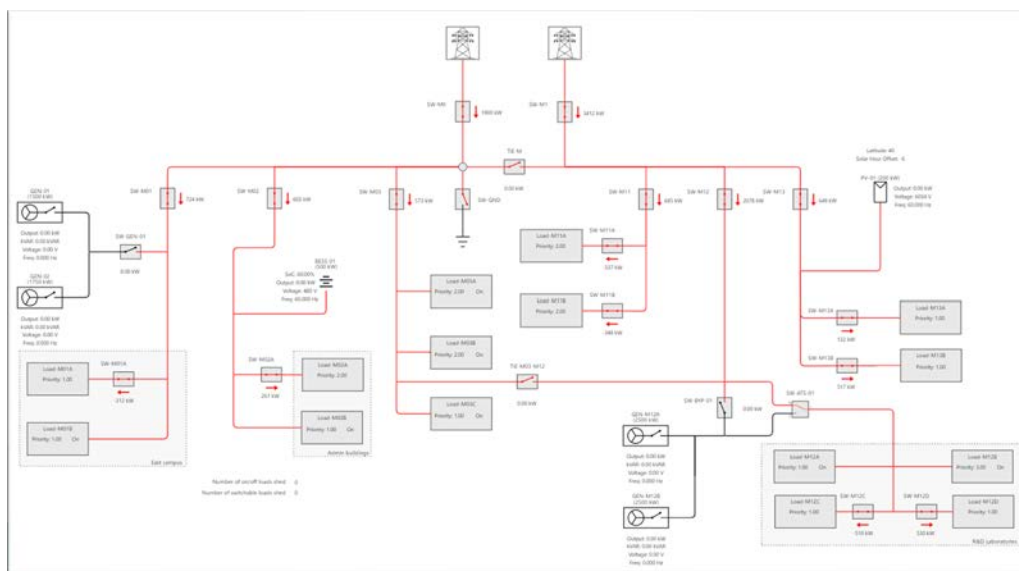 SW-M0
SW-M1
1800 kW
3412 kW
TIE-M
0.00 kW
Latitude 40
Solar Hour Offset -6
PV-01 (200 kW)
Output: 0.00 kW
Freq: 60.000 Hz
GEN-01
(1500 kW)
Output: 0.00 kW
kVAR: 0.00 kVAR
Voltage: 0.00 V
Freq: 0.000 Hz
SW-GEN-01
0.00 kW
GEN-02
(1750 kW)
Output: 0.00 kW
kVAR: 0.00 kVAR
Voltage: 0.00 V
Freq: 0.000 Hz
SW-M01
724 kW
SW-M02
SW-M03
573 kW
SW-GND
SW-M11
SW-M12
2078 kW
SW-M13
BESS-01
(500 kW)
Output: 0.00 kW
Voltage: 480 V
Freq: 60.000 Hz
Load M01A
Priority: 1.00
SW-M01A
312 kW
Load M01B
Priority: 1.00 On
East campus
SW-M02A
267 kW
Load M02A
Priority: 2.00
Load M02B
Priority: 1.00 On
Admin buildings
Load M03A
Priority: 2.00 On
Load M03B
Priority: 2.00 On
Load M03C
Priority: 1.00 On
Load M11A
Priority: 2.00
SW-M11A
337 kW
Load M11B
Priority: 2.00
SW-M11B
348 kW
SW-M13A
132 kW
Load M13A
Priority: 1.00
SW-M13B
517 kW
Load M13B
Priority: 1.00
TIE M03-M12
0.00 kW
SW-BYP-01
0.00 kW
SW-ATS-01
GEN-M12A
(2500 kW)
Output: 0.00 kW
kVAR: 0.00 kVAR
Voltage: 0.00 V
Freq: 0.000 Hz
GEN-M12B
(2500 kW)
Output: 0.00 kW
kVAR: 0.00 kVAR
Voltage: 0.00 V
Freq: 0.000 Hz
Load M12A
Priority: 1.00 On
Load M12B
On
Load M12C
Priority: 1.00
SW-M12C
510 kW
SW-M12D
Load M12D
Priority: 1.00
R&D Laboratories
Number of on/off loads shed 0
Number of switchable loads shed 0